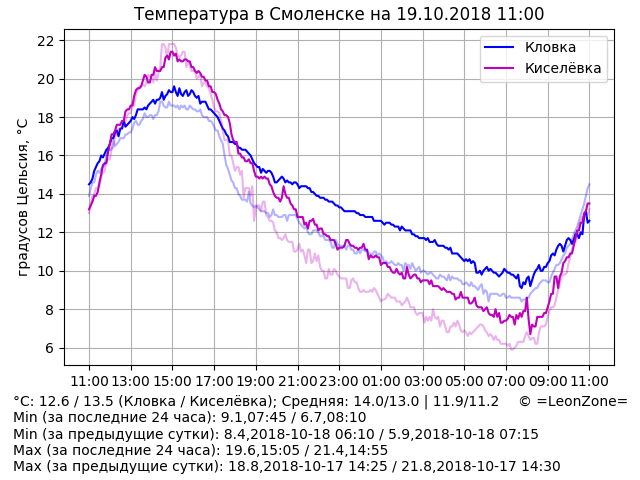 Температура в Смоленске на 19.10.2018 11:00
Кловка
Киселёвка
градусов Цельсия, °C
22
20
18
16
14
12
10
8
6
11:00 13:00 15:00 17:00 19:00 21:00 23:00 01:00 03:00 05:00 07:00 09:00 11:00
°C: 12.6 / 13.5 (Кловка / Киселёвка); Средняя: 14.0/13.0 | 11.9/11.2 © =LeonZone=
Min (за последние 24 часа): 9.1,07:45 / 6.7,08:10
Min (за предыдущие сутки): 8.4,2018-10-18 06:10 / 5.9,2018-10-18 07:15
Max (за последние 24 часа): 19.6,15:05 / 21.4,14:55
Max (за предыдущие сутки): 18.8,2018-10-17 14:25 / 21.8,2018-10-17 14:30